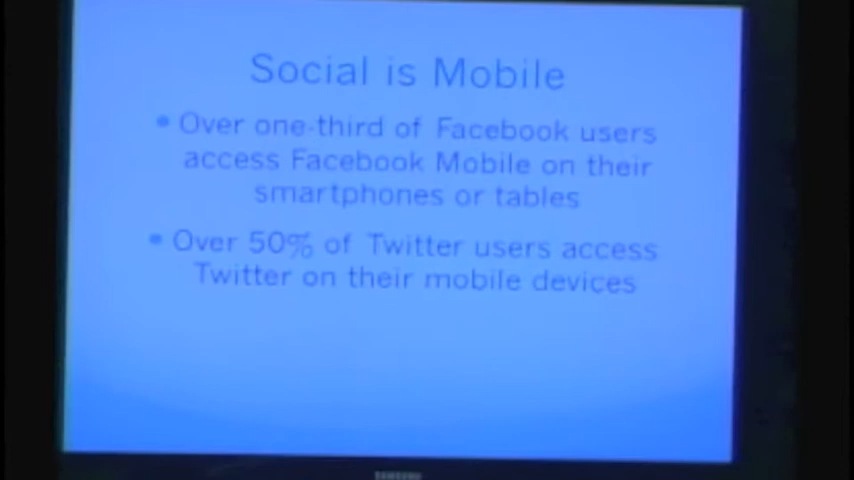 Social is Mobile
• Over one-third of Facebook users
access Facebook Mobile on their
smartphones or tables
• Over 50% of Twitter users access
Twitter on their mobile devices